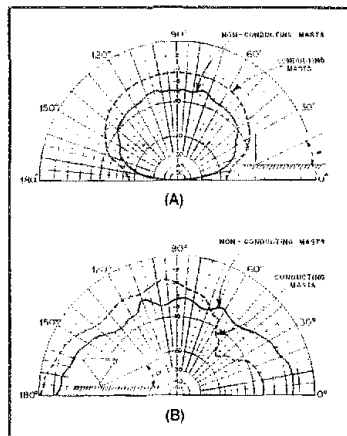 90°
NON-CONDUCTING MASTS
120°
60°
CONDUCTING
MASTS
150°
30°
180°
0°
(A)
90°
NON-CONDUCTING MASTS
120°
60°
CONDUCTING
MASTS
150°
30°
180°
0°
(B)